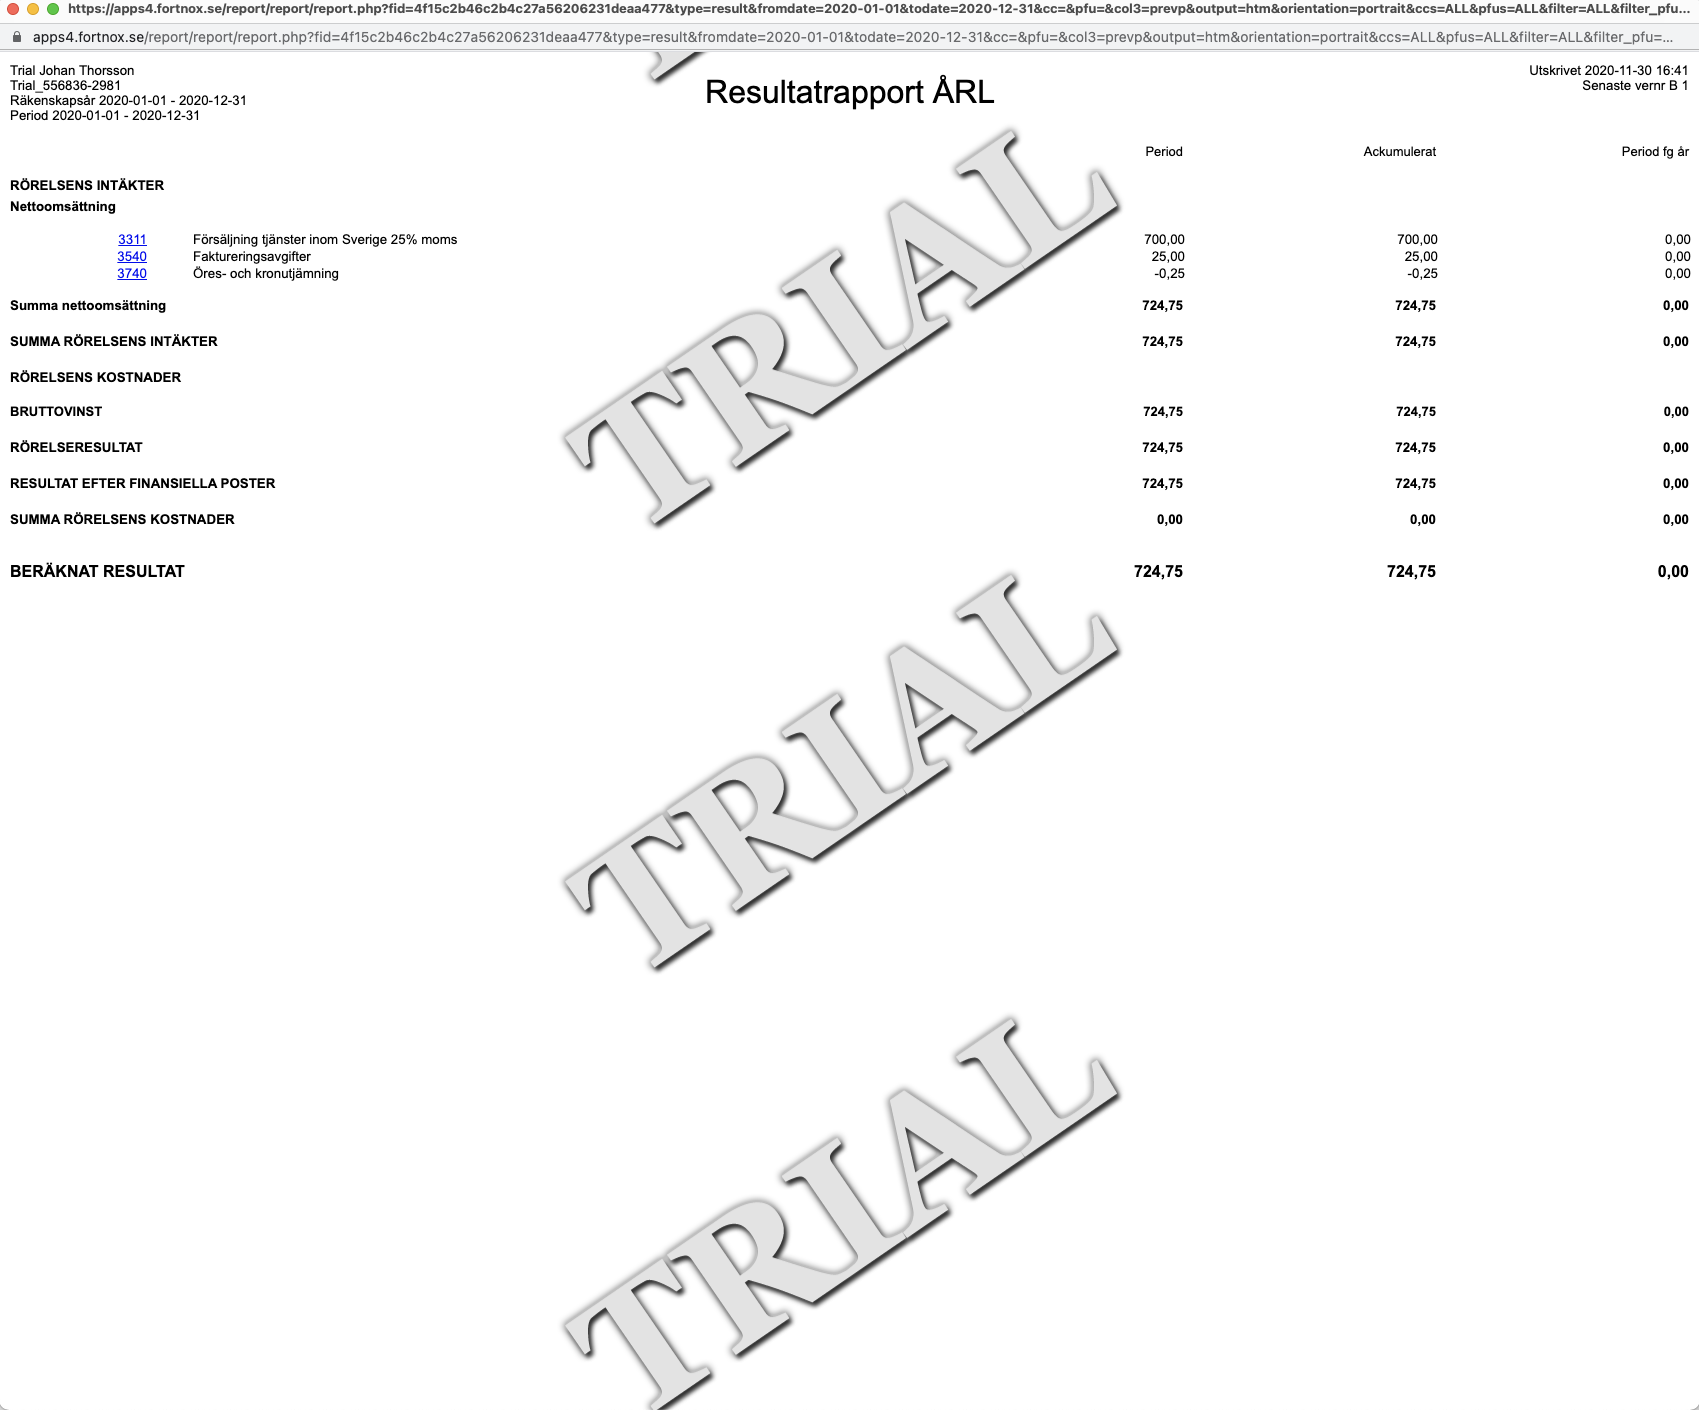 https://apps4.fortnox.se/report/report/report.php?fid=4f15c2b46c2b4c27a56206231deaa477&type=result&fromdate=2020-01-01&todate=2020-12-31&cc=&pfu=&col3=prevp&output=htm&orientation=portrait&ccs=ALL&pfus=ALL&filter=ALL&filter_pfu...
apps4.fortnox.se/report/report/report.php?fid=4f15c2b46c2b4c27a56206231deaa477&type=result&fromdate=2020-01-01&todate=2020-12-31&cc=&pfu=&col3=prevp&output=htm&orientation=portrait&ccs=ALL&pfus=ALL&filter=ALL&filter_pfu=...
Trial Johan Thorsson
Trial_556836-2981
Räkenskapsår 2020-01-01 - 2020-12-31
Period 2020-01-01 - 2020-12-31
Resultatrapport ÅRL
Utskrivet 2020-11-30 16:41
Senaste vernr B 1
Period Ackumulerat Period fg år
RÖRELSENS INTÄKTER
Nettoomsättning
3311 Försäljning tjänster inom Sverige 25% moms 700,00 700,00 0,00
3540 Faktureringsavgifter 25,00 25,00 0,00
3740 Öres- och kronutjämning -0,25 -0,25 0,00
Summa nettoomsättning 724,75 724,75 0,00
SUMMA RÖRELSENS INTÄKTER 724,75 724,75 0,00
RÖRELSENS KOSTNADER
BRUTTOVINST 724,75 724,75 0,00
RÖRELSERESULTAT 724,75 724,75 0,00
RESULTAT EFTER FINANSIELLA POSTER 724,75 724,75 0,00
SUMMA RÖRELSENS KOSTNADER 0,00 0,00 0,00
BERÄKNAT RESULTAT 724,75 724,75 0,00
TRIAL
TRIAL
TRIAL